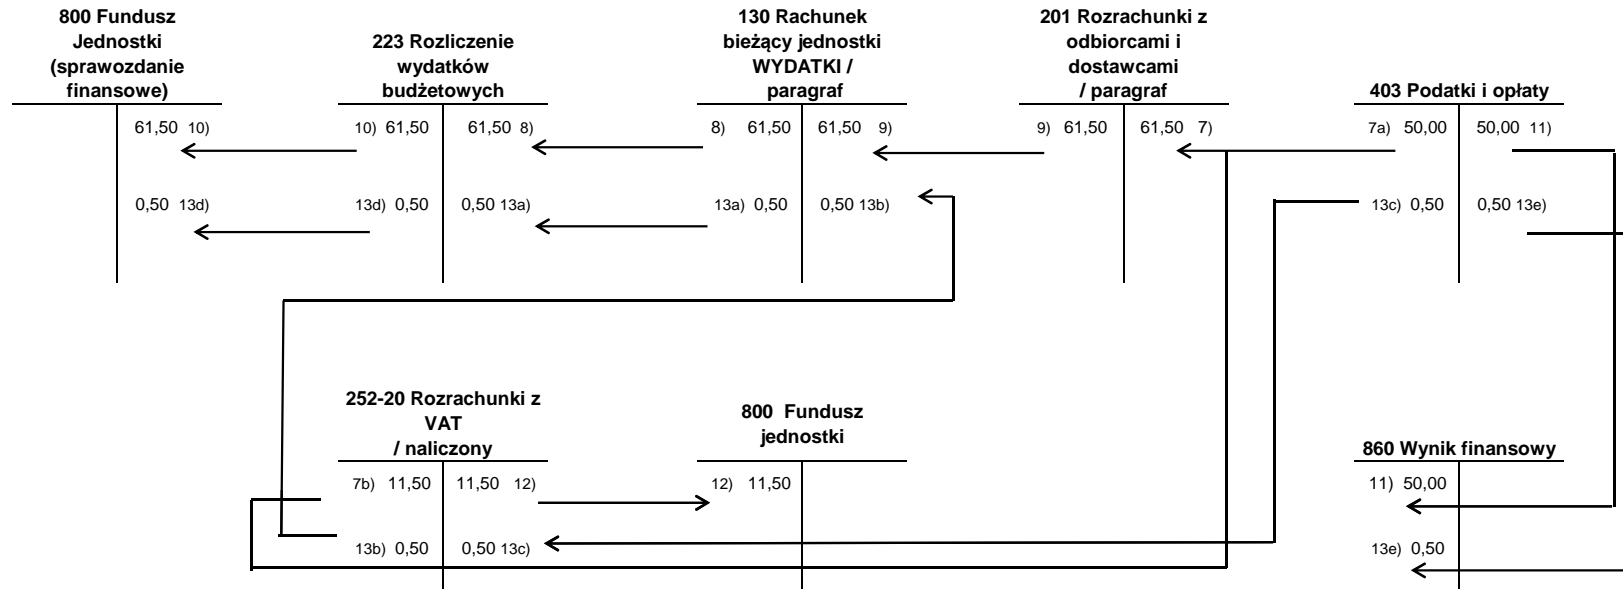 800 Fundusz
Jednostki
(sprawozdanie
finansowe)
223 Rozliczenie
wydatków
budżetowych
130 Rachunek
bieżący jednostki
WYDATKI /
paragraf
201 Rozrachunki z
odbiorcami i
dostawcami
/ paragraf
403 Podatki i opłaty
61,50 10)
10) 61,50
61,50 8)
8) 61,50
61,50 9)
9) 61,50
61,50 7)
7a) 50,00
50,00 11)
0,50 13d)
13d) 0,50
0,50 13a)
13a) 0,50
0,50 13b)
13c) 0,50
0,50 13e)
252-20 Rozrachunki z
VAT
/ naliczony
800 Fundusz
jednostki
860 Wynik finansowy
7b) 11,50
11,50 12)
12) 11,50
11) 50,00
13b) 0,50
0,50 13c)
13e) 0,50